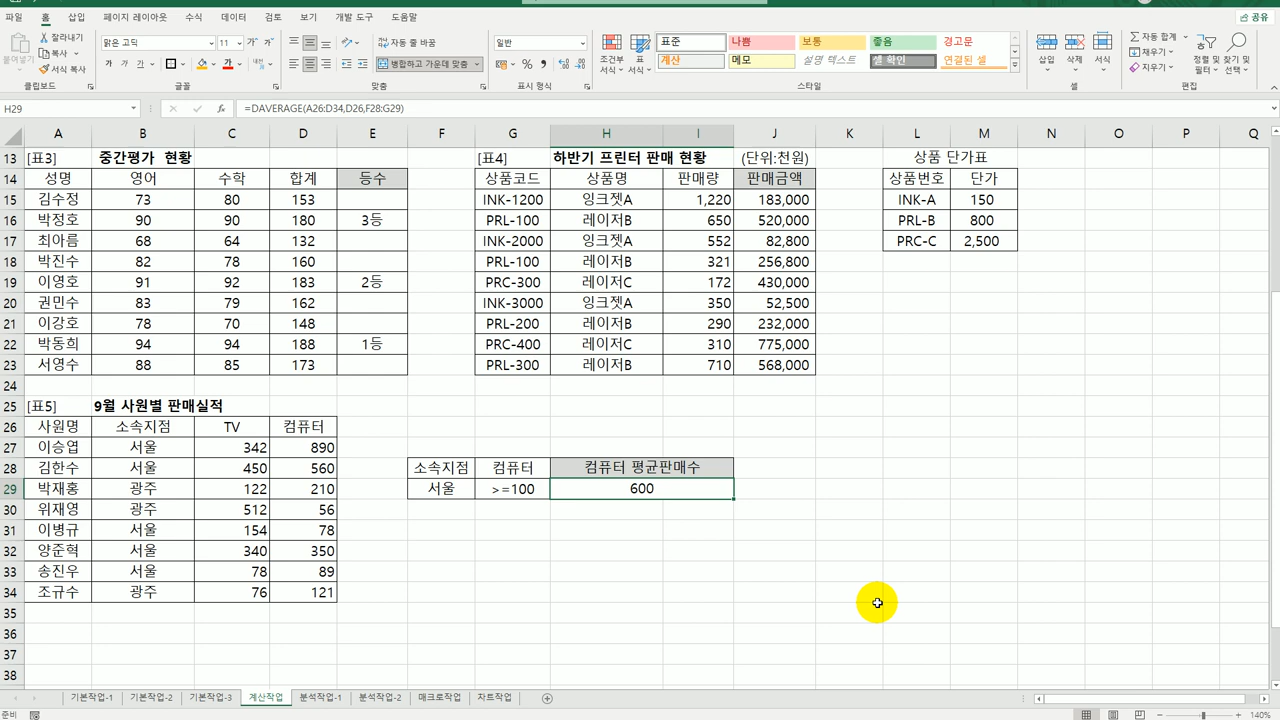 파일 홈 삽입 페이지 레이아웃 수식 데이터 검토 보기 개발 도구 도움말 공유
잘라내기 맑은 고딕 11 가 가 자동 줄 바꿈 일반 표준 나쁨 보통 좋음 경고문 자동 합계
붙여넣기 복사 조건부 서식 표 서식 삽입 삭제 서식 채우기 정렬 및 필터 찾기 및 선택
서식 복사 가 가 가 병합하고 가운데 맞춤 % 계산 메모 설명 텍스트 셀 확인 연결된 셀 지우기
클립보드 글꼴 맞춤 표시 형식 스타일 셀 편집
H29 fx =DAVERAGE(A26:D34,D26,F28:G29)
A B C D E F G H I J K L M N O P Q
13 [표3] 중간평가 현황 [표4] 하반기 프린터 판매 현황 (단위:천원) 상품 단가표
14 성명 영어 수학 합계 등수 상품코드 상품명 판매량 판매금액 상품번호 단가
15 김수정 73 80 153 INK-1200 잉크젯A 1,220 183,000 INK-A 150
16 박정호 90 90 180 3등 PRL-100 레이저B 650 520,000 PRL-B 800
17 최아름 68 64 132 INK-2000 잉크젯A 552 82,800 PRC-C 2,500
18 박진수 82 78 160 PRL-100 레이저B 321 256,800
19 이영호 91 92 183 2등 PRC-300 레이저C 172 430,000
20 권민수 83 79 162 INK-3000 잉크젯A 350 52,500
21 이강호 78 70 148 PRL-200 레이저B 290 232,000
22 박동희 94 94 188 1등 PRC-400 레이저C 310 775,000
23 서영수 88 85 173 PRL-300 레이저B 710 568,000
24
25 [표5] 9월 사원별 판매실적
26 사원명 소속지점 TV 컴퓨터
27 이승엽 서울 342 890
28 김한수 서울 450 560 소속지점 컴퓨터 컴퓨터 평균판매수
29 박재홍 광주 122 210 서울 >=100 600
30 위재영 광주 512 56
31 이병규 서울 154 78
32 양준혁 서울 340 350
33 송진우 서울 78 89
34 조규수 광주 76 121
35
36
37
38
기본작업-1 기본작업-2 기본작업-3 계산작업 분석작업-1 분석작업-2 매크로작업 차트작업
준비 140%